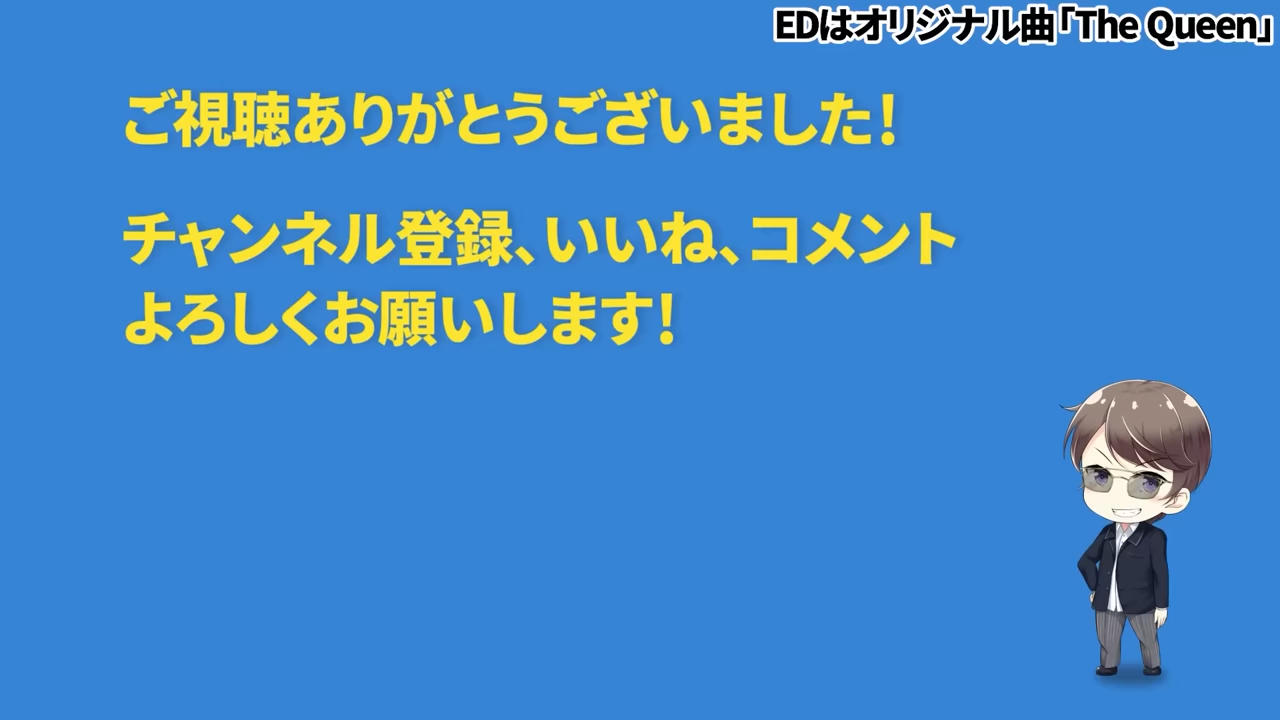 EDはオリジナル曲「The Queen」
ご視聴ありがとうございました!
チャンネル登録、いいね、コメント
よろしくお願いします!